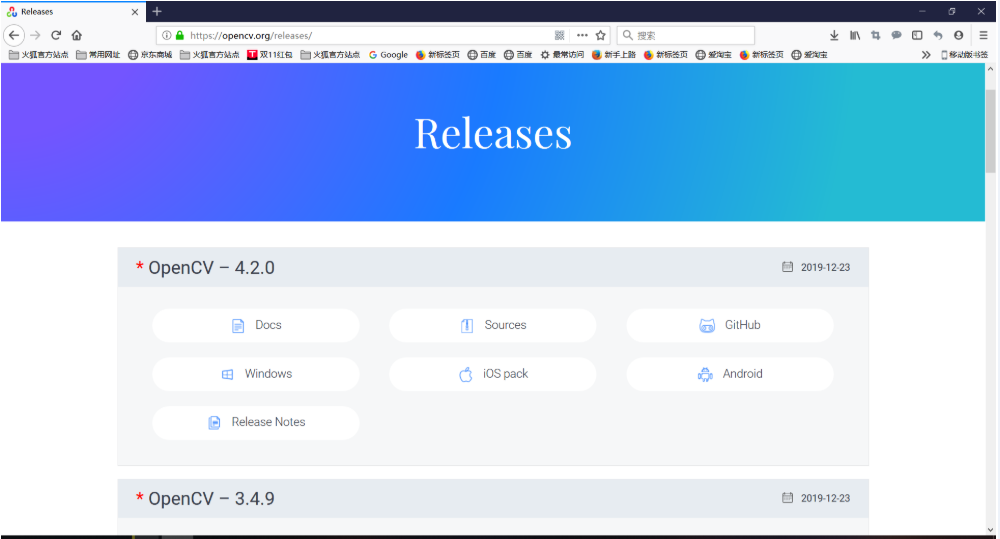 Releases
https://opencv.org/releases/
搜索
火狐官方站点 常用网址 京东商城 火狐官方站点 双11红包 火狐官方站点 Google 新标签页 百度 百度 最常访问 新手上路 新标签页 爱淘宝 新标签页 爱淘宝 移动版书签
Releases
* OpenCV – 4.2.0 2019-12-23
Docs Sources GitHub
Windows iOS pack Android
Release Notes
* OpenCV – 3.4.9 2019-12-23